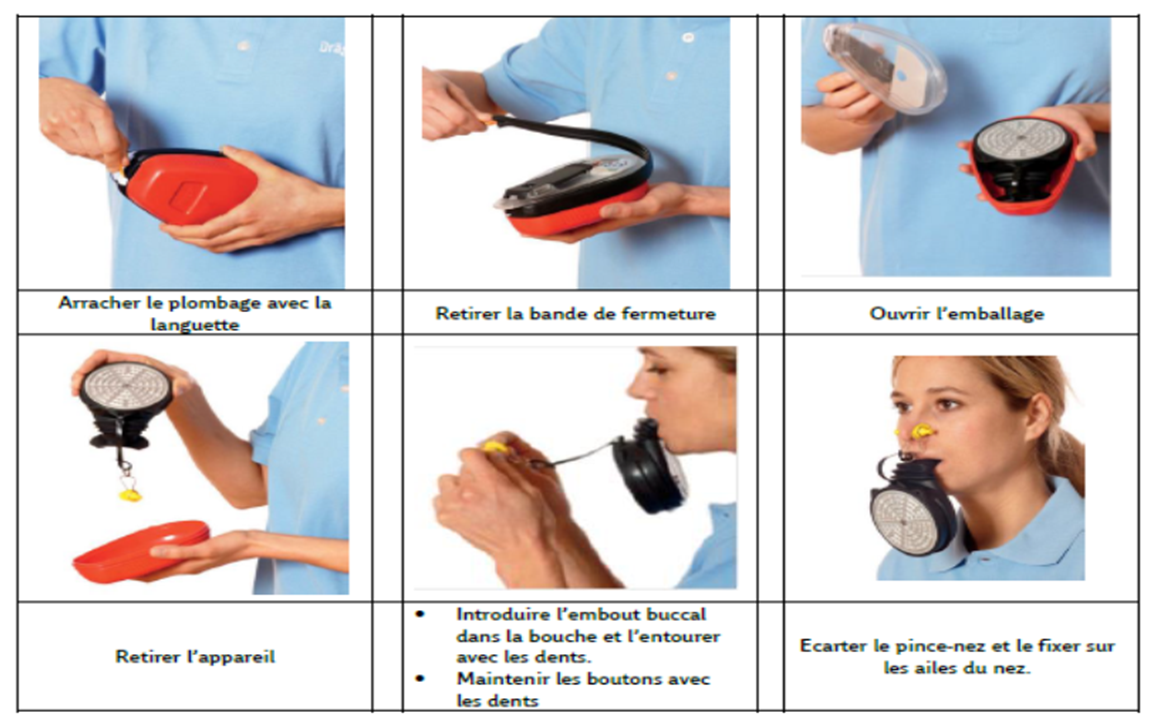 Drä
Arracher le plombage avec la
languette
Retirer la bande de fermeture
Ouvrir l'emballage
Retirer l'appareil
• Introduire l'embout buccal
dans la bouche et l'entourer
avec les dents.
• Maintenir les boutons avec
les dents
Ecarter le pince-nez et le fixer sur
les ailes du nez.